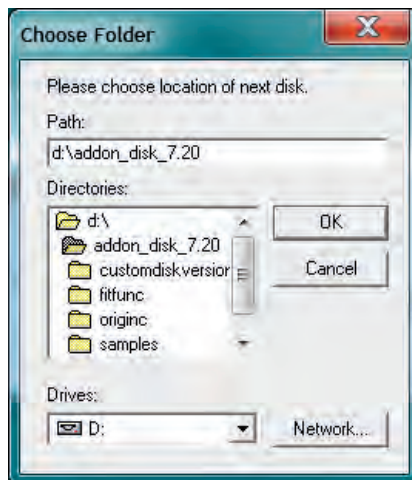 Choose Folder
Please choose location of next disk.
Path:
d:\addon_disk_7.20
Directories:
d:\
addon_disk_7.20
customdiskversior
fitfunc
originc
samples
OK
Cancel
Drives:
D:
Network...